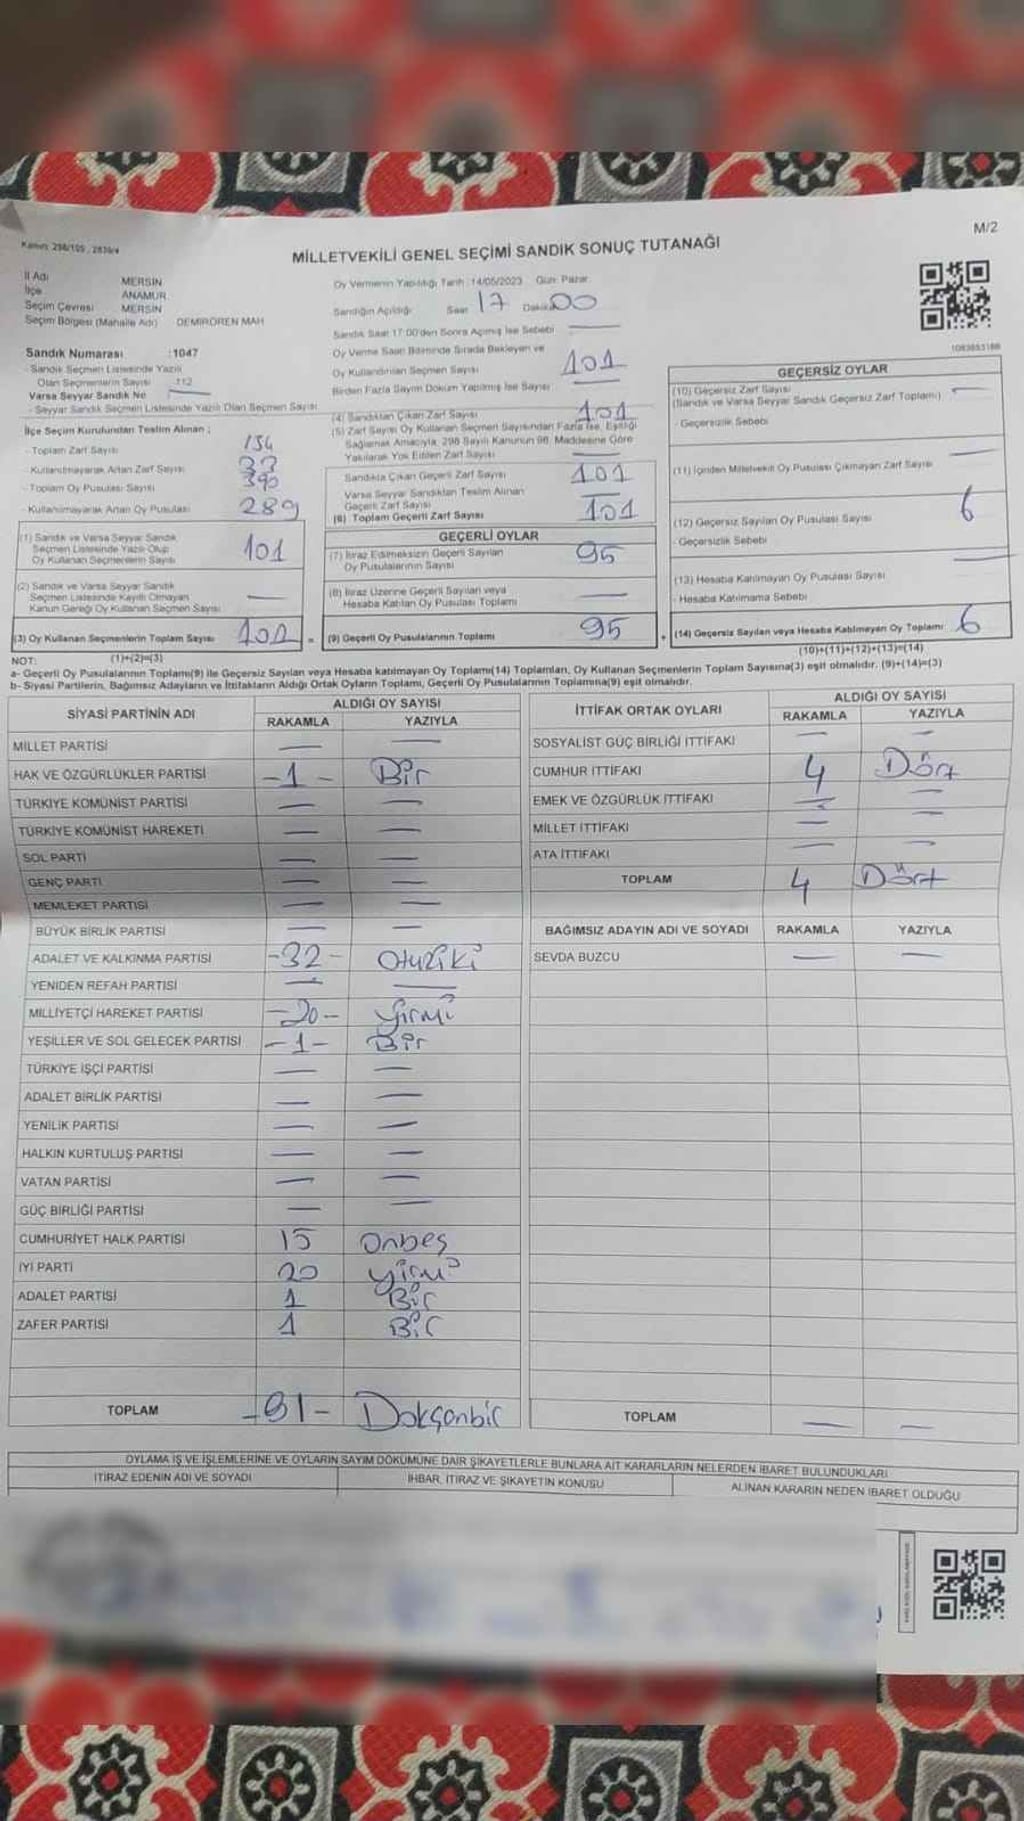 Kanun: 298/105, 2839/4
M/2
MİLLETVEKİLİ GENEL SEÇİMİ SANDIK SONUÇ TUTANAĞI
İl Adı MERSİN
İlçe ANAMUR
Seçim Çevresi MERSİN
Seçim Bölgesi (Mahalle Adı) DEMİRÖREN MAH
Sandık Numarası :1047
- Sandık Seçmen Listesinde Yazılı
Olan Seçmenlerin Sayısı 112
Varsa Seyyar Sandık No
- Seyyar Sandık Seçmen Listesinde Yazılı Olan Seçmen Sayısı
İlçe Seçim Kurulundan Teslim Alınan ;
- Toplam Zarf Sayısı 134
- Kullanılmayarak Artan Zarf Sayısı 33
- Toplam Oy Pusulası Sayısı 390
- Kullanılmayarak Artan Oy Pusulası 289
(1) Sandık ve Varsa Seyyar Sandık
Seçmen Listesinde Yazılı Olup
Oy Kullanan Seçmenlerin Sayısı 101
(2) Sandık ve Varsa Seyyar Sandık
Seçmen Listesinde Kayıtlı Olmayan
Kanun Gereği Oy Kullanan Seçmen Sayısı —
(3) Oy Kullanan Seçmenlerin Toplam Sayısı 101 =
(1)+(2)=(3)
Oy Vermenin Yapıldığı Tarih :14/05/2023 Gün: Pazar
Sandığın Açıldığı Saat 17 Dakika 00
Sandık Saat 17:00'den Sonra Açılmış İse Sebebi —
Oy Verme Saati Bitiminde Sırada Bekleyen ve
Oy Kullandırılan Seçmen Sayısı 101
Birden Fazla Sayım Döküm Yapılmış İse Sayısı —
(4) Sandıktan Çıkan Zarf Sayısı 101
(5) Zarf Sayısı Oy Kullanan Seçmen Sayısından Fazla İse, Eşitliği
Sağlamak Amacıyla, 298 Sayılı Kanunun 98. Maddesine Göre
Yakılarak Yok Edilen Zarf Sayısı —
Sandıkta Çıkan Geçerli Zarf Sayısı 101
Varsa Seyyar Sandıktan Teslim Alınan
Geçerli Zarf Sayısı —
(6) Toplam Geçerli Zarf Sayısı 101
GEÇERLİ OYLAR
(7) İtiraz Edilmeksizin Geçerli Sayılan
Oy Pusulalarının Sayısı 95
(8) İtiraz Üzerine Geçerli Sayılan veya
Hesaba Katılan Oy Pusulası Toplamı —
(9) Geçerli Oy Pusulalarının Toplamı 95 +
GEÇERSİZ OYLAR
(10) Geçersiz Zarf Sayısı —
(Sandık ve Varsa Seyyar Sandık Geçersiz Zarf Toplamı)
- Geçersizlik Sebebi
(11) İçinden Milletvekili Oy Pusulası Çıkmayan Zarf Sayısı —
(12) Geçersiz Sayılan Oy Pusulası Sayısı 6
- Geçersizlik Sebebi
(13) Hesaba Katılmayan Oy Pusulası Sayısı —
- Hesaba Katılmama Sebebi
(14) Geçersiz Sayılan veya Hesaba Katılmayan Oy Toplamı 6
(10)+(11)+(12)+(13)=(14)
NOT:
a- Geçerli Oy Pusulalarının Toplamı(9) ile Geçersiz Sayılan veya Hesaba katılmayan Oy Toplamı(14) Toplamları, Oy Kullanan Seçmenlerin Toplam Sayısına(3) eşit olmalıdır. (9)+(14)=(3)
b- Siyasi Partilerin, Bağımsız Adayların ve İttifakların Aldığı Ortak Oyların Toplamı, Geçerli Oy Pusulalarının Toplamına(9) eşit olmalıdır.
SİYASİ PARTİNİN ADI ALDIĞI OY SAYISI
RAKAMLA YAZIYLA
MİLLET PARTİSİ — —
HAK VE ÖZGÜRLÜKLER PARTİSİ -1- Bir
TÜRKİYE KOMÜNİST PARTİSİ — —
TÜRKİYE KOMÜNİST HAREKETİ — —
SOL PARTİ — —
GENÇ PARTİ — —
MEMLEKET PARTİSİ — —
BÜYÜK BİRLİK PARTİSİ — —
ADALET VE KALKINMA PARTİSİ -32- Otuziki
YENİDEN REFAH PARTİSİ — —
MİLLİYETÇİ HAREKET PARTİSİ -20- Yirmi
YEŞİLLER VE SOL GELECEK PARTİSİ -1- Bir
TÜRKİYE İŞÇİ PARTİSİ — —
ADALET BİRLİK PARTİSİ — —
YENİLİK PARTİSİ — —
HALKIN KURTULUŞ PARTİSİ — —
VATAN PARTİSİ — —
GÜÇ BİRLİĞİ PARTİSİ — —
CUMHURİYET HALK PARTİSİ 15 Onbeş
İYİ PARTİ 20 Yirmi
ADALET PARTİSİ 1 Bir
ZAFER PARTİSİ 1 Bir
TOPLAM -91- Doksanbir
İTTİFAK ORTAK OYLARI ALDIĞI OY SAYISI
RAKAMLA YAZIYLA
SOSYALİST GÜÇ BİRLİĞİ İTTİFAKI — —
CUMHUR İTTİFAKI 4 Dört
EMEK VE ÖZGÜRLÜK İTTİFAKI — —
MİLLET İTTİFAKI — —
ATA İTTİFAKI — —
TOPLAM 4 Dört
BAĞIMSIZ ADAYIN ADI VE SOYADI RAKAMLA YAZIYLA
SEVDA BUZCU — —
TOPLAM — —
OYLAMA İŞ VE İŞLEMLERİNE VE OYLARIN SAYIM DÖKÜMÜNE DAİR ŞİKAYETLERLE BUNLARA AİT KARARLARIN NELERDEN İBARET BULUNDUKLARI
İTİRAZ EDENİN ADI VE SOYADI İHBAR, İTİRAZ VE ŞİKAYETİN KONUSU ALINAN KARARIN NEDEN İBARET OLDUĞU